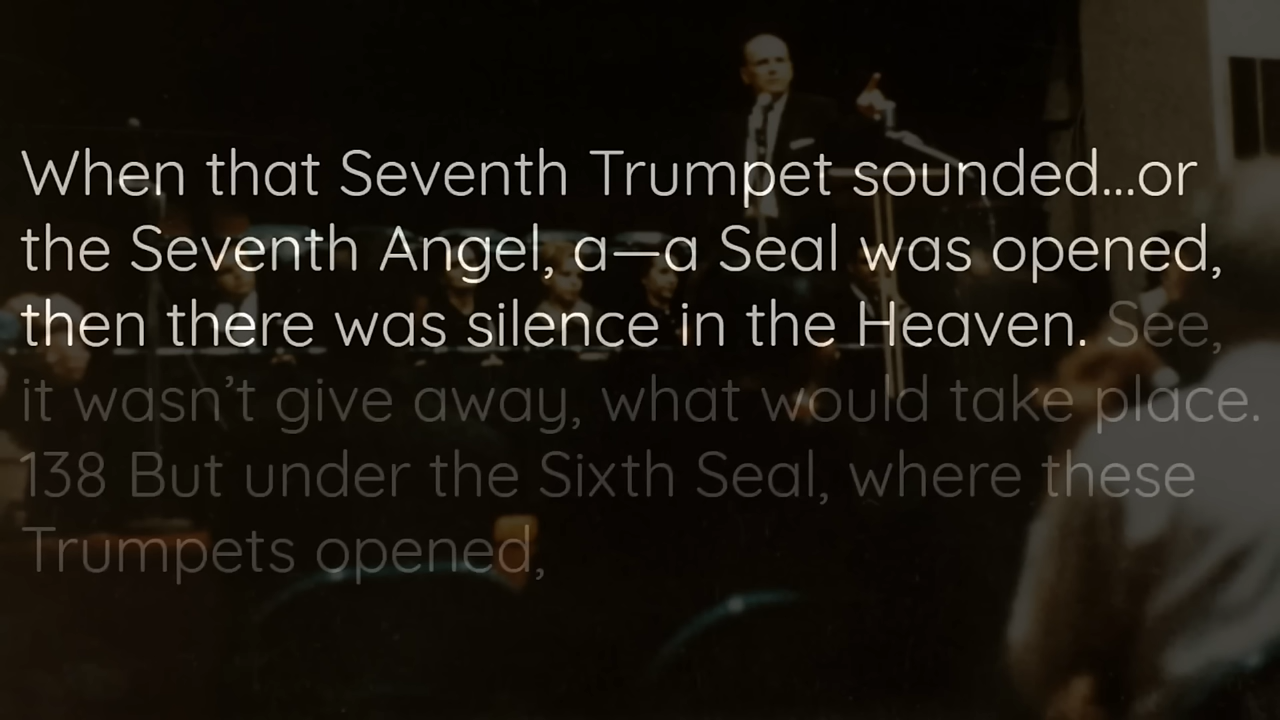 When that Seventh Trumpet sounded...or
the Seventh Angel, a—a Seal was opened,
then there was silence in the Heaven. See,
it wasn’t give away, what would take place.
138 But under the Sixth Seal, where these
Trumpets opened,